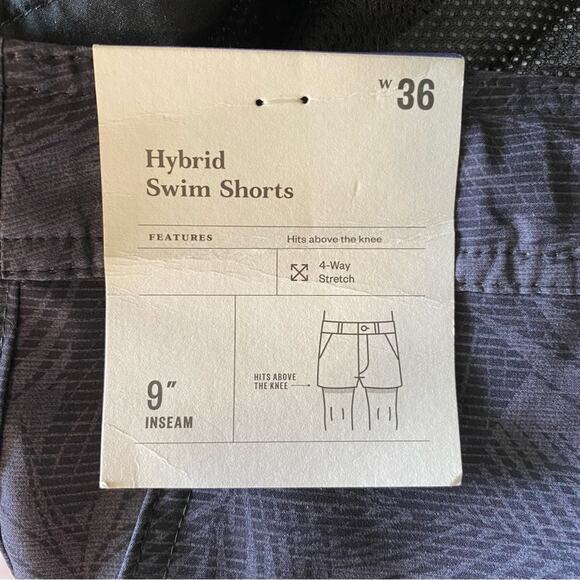 W 36
Hybrid
Swim Shorts
FEATURES
Hits above the knee
4-Way
Stretch
9"
INSEAM
HITS ABOVE
THE KNEE